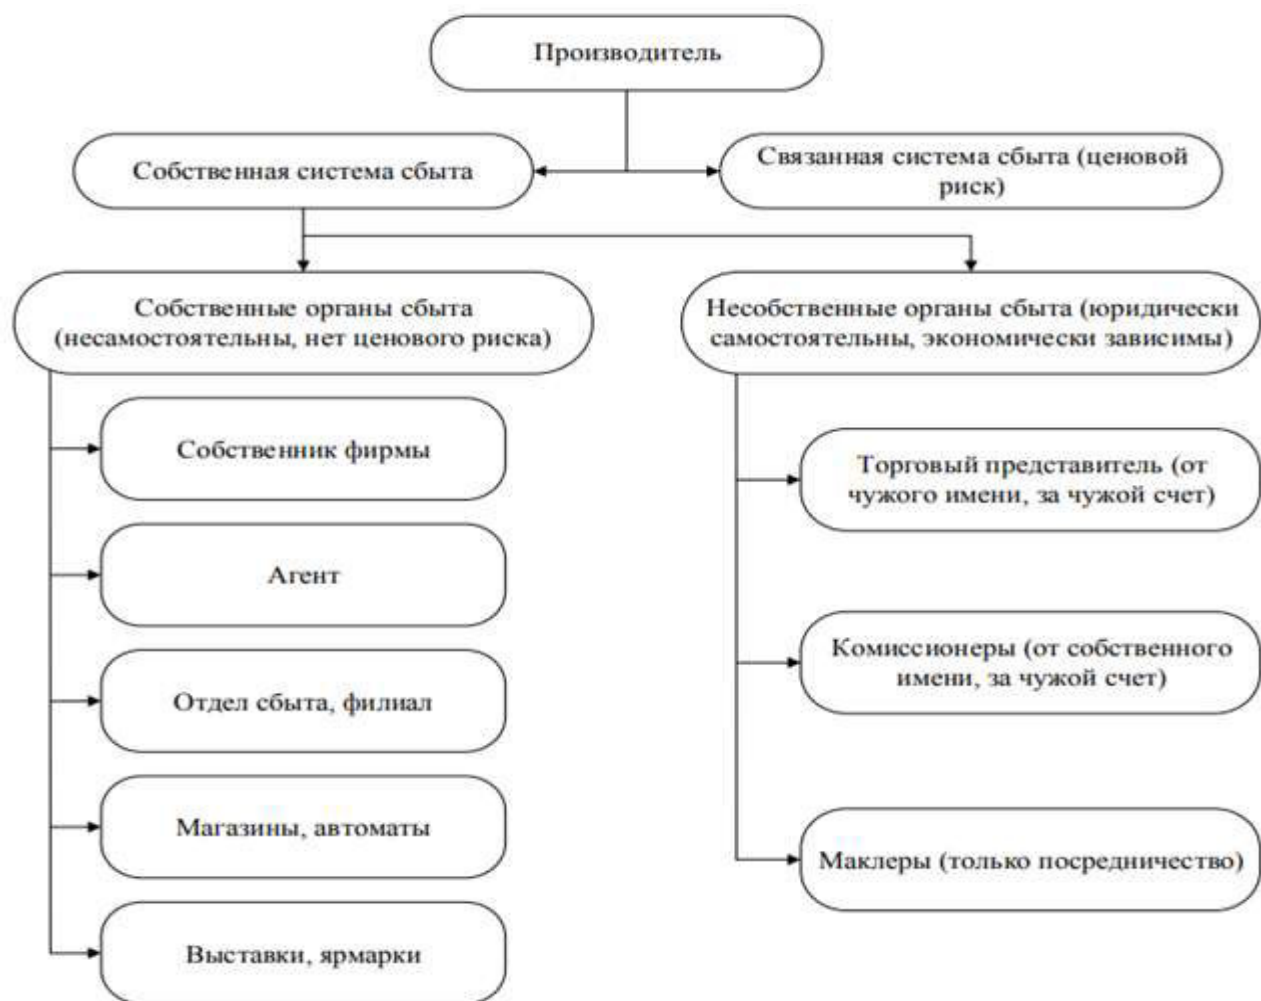 Производитель
Собственная система сбыта
Связанная система сбыта (ценовой
риск)
Собственные органы сбыта
(несамостоятельны, нет ценового риска)
Несобственные органы сбыта (юридически
самостоятельны, экономически зависимы)
Собственник фирмы
Агент
Отдел сбыта, филиал
Магазины, автоматы
Выставки, ярмарки
Торговый представитель (от
чужого имени, за чужой счет)
Комиссионеры (от собственного
имени, за чужой счет)
Маклеры (только посредничество)